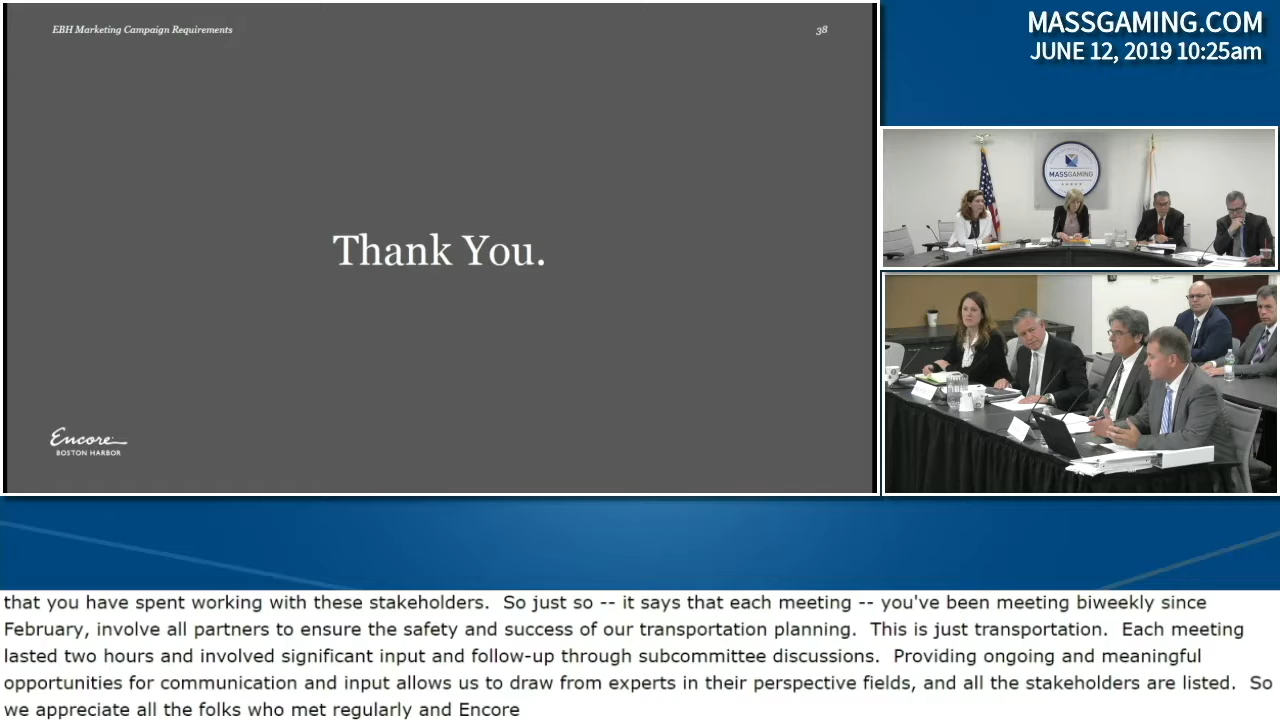 EBH Marketing Campaign Requirements
38
MASSGAMING.COM
JUNE 12, 2019 10:25am
MASSGAMING
Thank You.
Encore
BOSTON HARBOR
that you have spent working with these stakeholders.  So just so -- it says that each meeting -- you've been meeting biweekly since
February, involve all partners to ensure the safety and success of our transportation planning.  This is just transportation.  Each meeting
lasted two hours and involved significant input and follow-up through subcommittee discussions.  Providing ongoing and meaningful
opportunities for communication and input allows us to draw from experts in their perspective fields, and all the stakeholders are listed.  So
we appreciate all the folks who met regularly and Encore